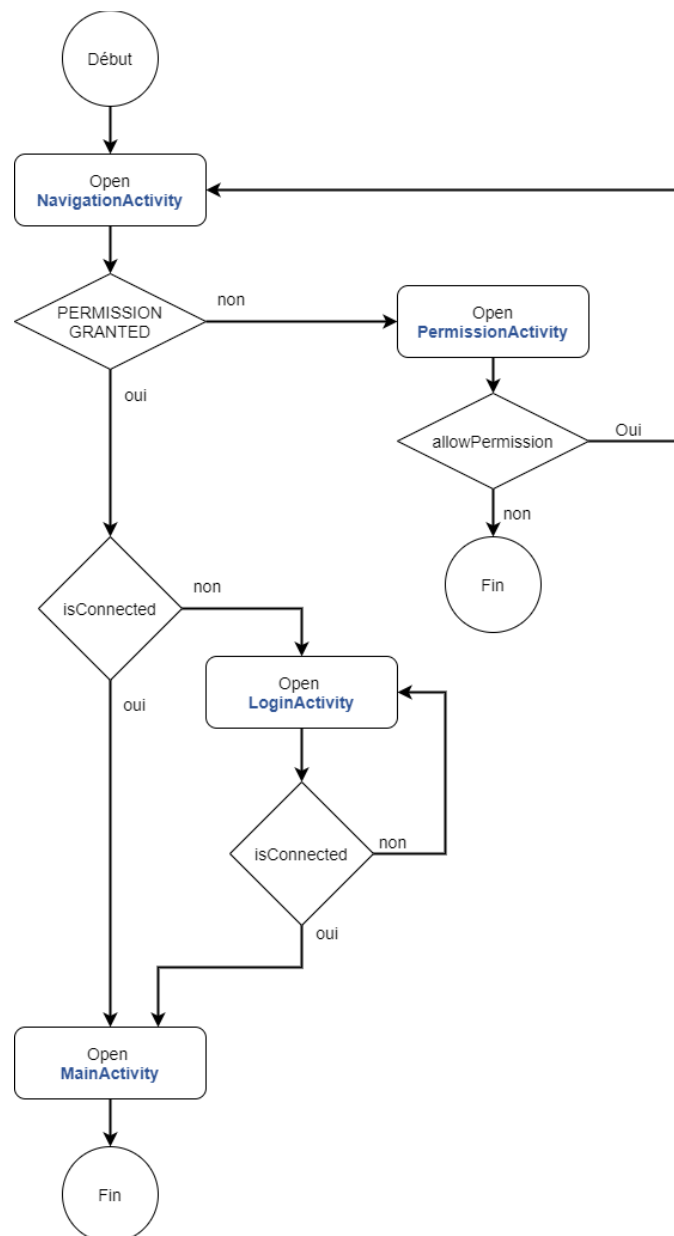 Début
Open
NavigationActivity
PERMISSION
GRANTED
non
Open
PermissionActivity
oui
allowPermission
Oui
non
Fin
isConnected
non
Open
LoginActivity
oui
isConnected
non
oui
Open
MainActivity
Fin